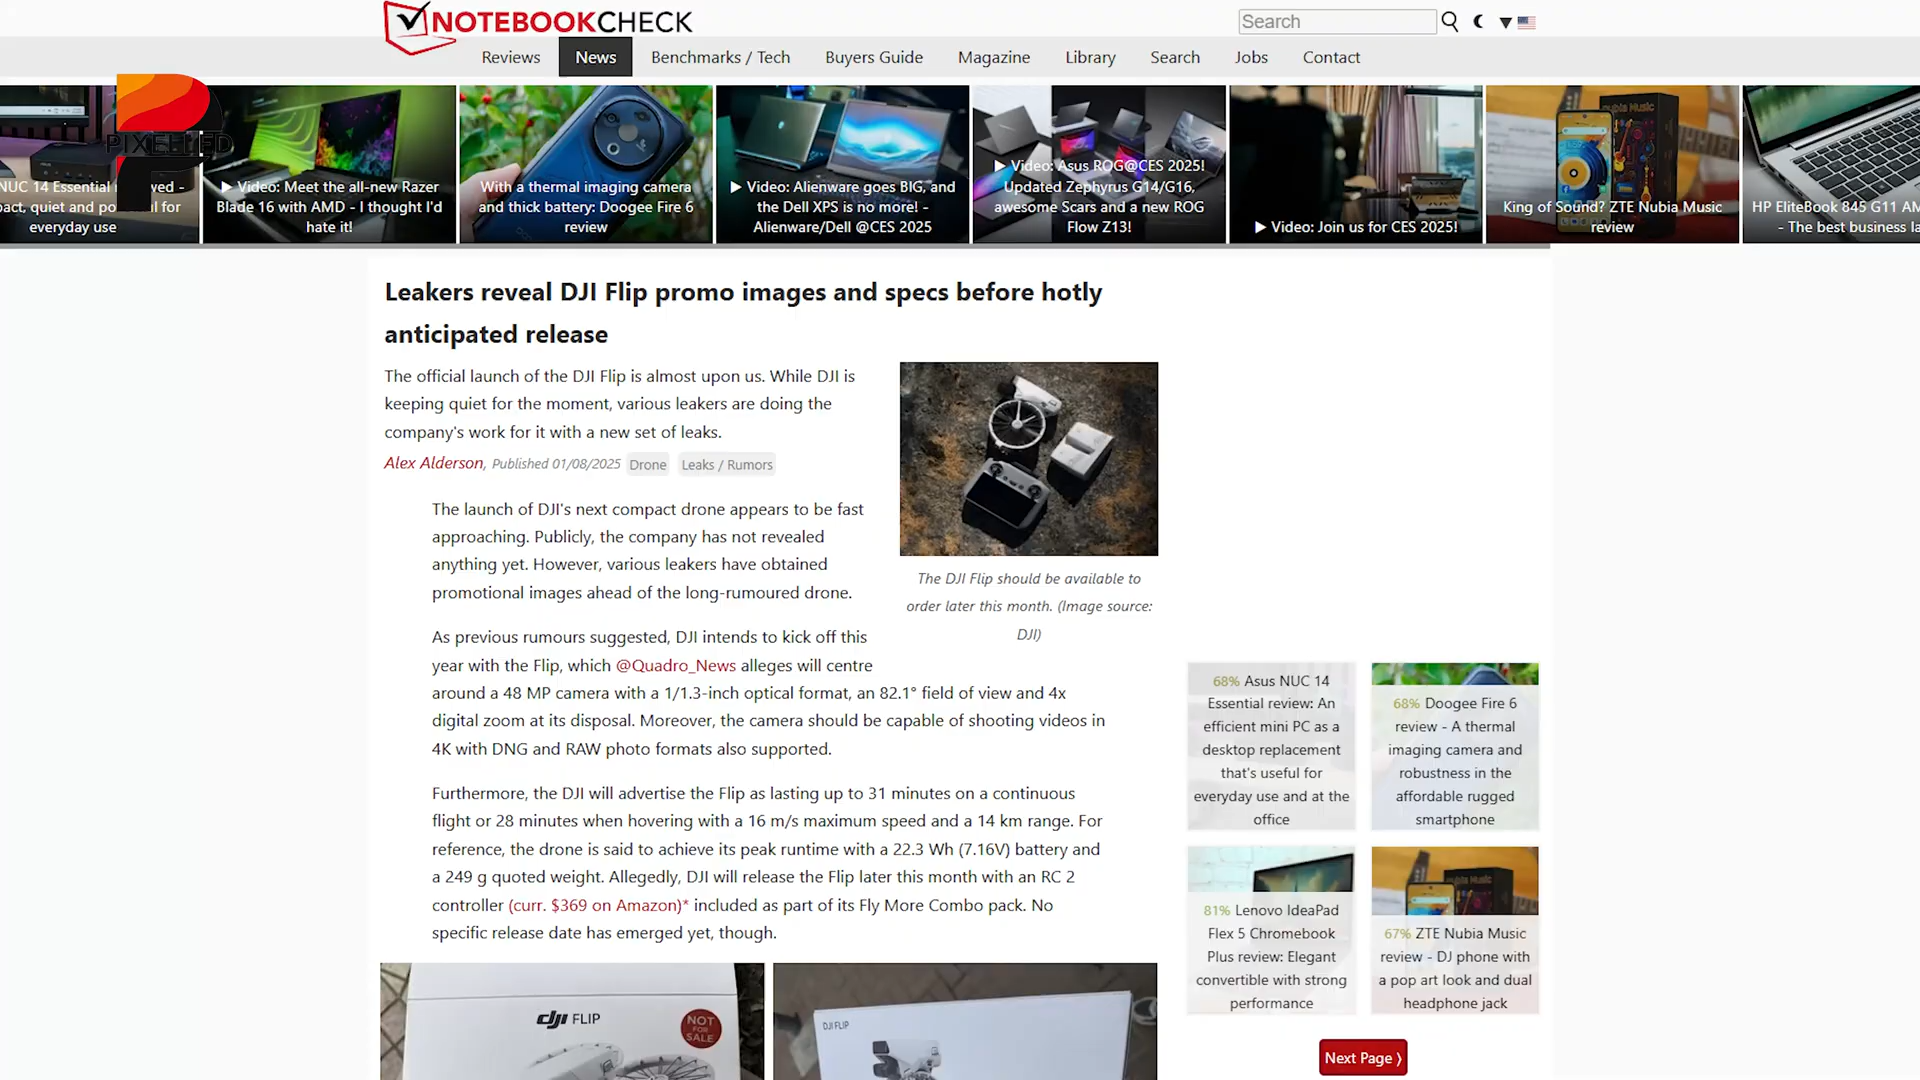 NOTEBOOKCHECK
Search
Reviews
News
Benchmarks / Tech
Buyers Guide
Magazine
Library
Search
Jobs
Contact
PIXELLED
NUC 14 Essential
quiet and
for
everyday use
▶ Video: Meet the all-new Razer
Blade 16 with AMD - I thought I'd
hate it!
With a thermal imaging camera
and thick battery: Doogee Fire 6
review
▶ Video: Alienware goes BIG, and
the Dell XPS is no more! -
Alienware/Dell @CES 2025
▶ Video: Asus ROG@CES 2025!
Updated Zephyrus G14/G16,
awesome Scars and a new ROG
Flow Z13!
▶ Video: Join us for CES 2025!
nubia Music
King of Sound? ZTE Nubia Music
review
HP EliteBook 845 G11
- The best business
Leakers reveal DJI Flip promo images and specs before hotly
anticipated release
The official launch of the DJI Flip is almost upon us. While DJI is
keeping quiet for the moment, various leakers are doing the
company's work for it with a new set of leaks.
Alex Alderson, Published 01/08/2025 Drone Leaks / Rumors
The launch of DJI's next compact drone appears to be fast
approaching. Publicly, the company has not revealed
anything yet. However, various leakers have obtained
promotional images ahead of the long-rumoured drone.
The DJI Flip should be available to
order later this month. (Image source:
DJI)
As previous rumours suggested, DJI intends to kick off this
year with the Flip, which @Quadro_News alleges will centre
around a 48 MP camera with a 1/1.3-inch optical format, an 82.1° field of view and 4x
digital zoom at its disposal. Moreover, the camera should be capable of shooting videos in
4K with DNG and RAW photo formats also supported.
Furthermore, the DJI will advertise the Flip as lasting up to 31 minutes on a continuous
flight or 28 minutes when hovering with a 16 m/s maximum speed and a 14 km range. For
reference, the drone is said to achieve its peak runtime with a 22.3 Wh (7.16V) battery and
a 249 g quoted weight. Allegedly, DJI will release the Flip later this month with an RC 2
controller (curr. $369 on Amazon)* included as part of its Fly More Combo pack. No
specific release date has emerged yet, though.
dji FLIP
NOT
FOR
SALE
DJI FLIP
68% Asus NUC 14
Essential review: An
efficient mini PC as a
desktop replacement
that's useful for
everyday use and at the
office
68% Doogee Fire 6
review - A thermal
imaging camera and
robustness in the
affordable rugged
smartphone
81% Lenovo IdeaPad
Flex 5 Chromebook
Plus review: Elegant
convertible with strong
performance
nubia Music
67% ZTE Nubia Music
review - DJ phone with
a pop art look and dual
headphone jack
Next Page ⟩